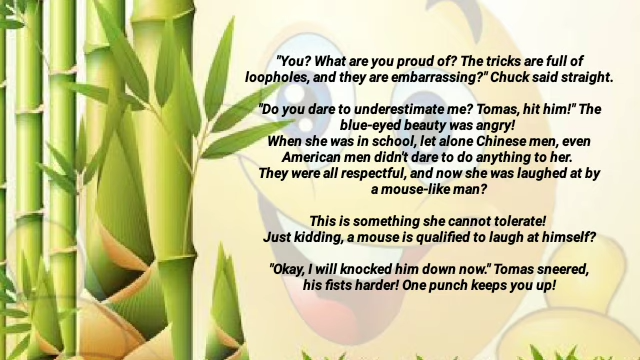 "You? What are you proud of? The tricks are full of
loopholes, and they are embarrassing?" Chuck said straight.
"Do you dare to underestimate me? Tomas, hit him!" The
blue-eyed beauty was angry!
When she was in school, let alone Chinese men, even
American men didn't dare to do anything to her.
They were all respectful, and now she was laughed at by
a mouse-like man?
This is something she cannot tolerate!
Just kidding, a mouse is qualified to laugh at himself?
"Okay, I will knocked him down now." Tomas sneered,
his fists harder! One punch keeps you up!